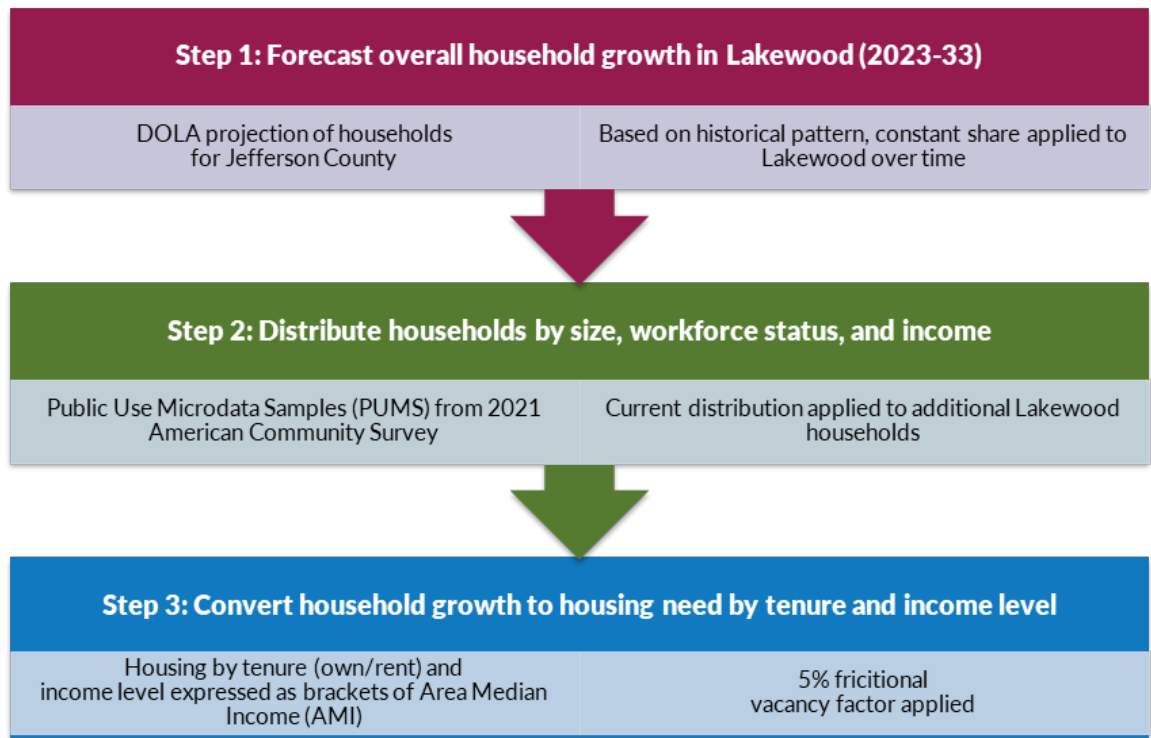 Step 1: Forecast overall household growth in Lakewood (2023-33)
DOLA projection of households
for Jefferson County
Based on historical pattern, constant share applied to
Lakewood over time
Step 2: Distribute households by size, workforce status, and income
Public Use Microdata Samples (PUMS) from 2021
American Community Survey
Current distribution applied to additional Lakewood
households
Step 3: Convert household growth to housing need by tenure and income level
Housing by tenure (own/rent) and
income level expressed as brackets of Area Median
Income (AMI)
5% fricitional
vacancy factor applied